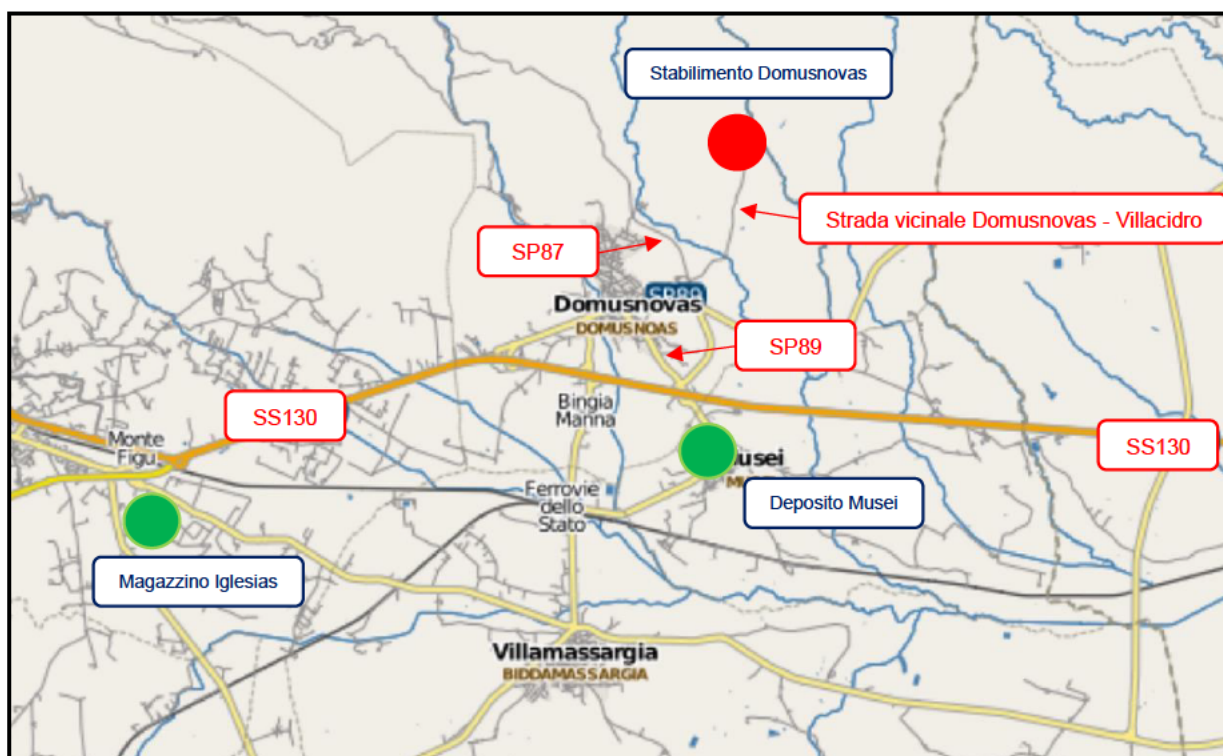 Stabilimento Domusnovas
Strada vicinale Domusnovas - Villacidro
SP87
SP89
Domusnovas
DOMUSNOAS
SP89
SS130
Bingia
Manna
SS130
Monte
Figu
Ferrovie
dello
Stato
Deposito Musei
Magazzino Iglesias
Villamassargia
BIDDAMASSARGIA